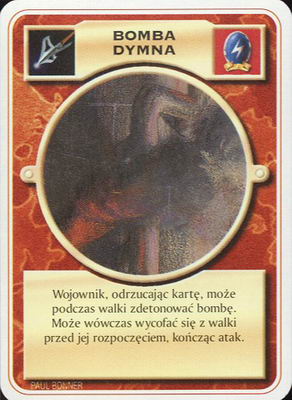 BOMBA
DYMNA
Wojownik, odrzucając kartę, może
podczas walki zdetonować bombę.
Może wówczas wycofać się z walki
przed jej rozpoczęciem, kończąc atak.
PAUL BONNER